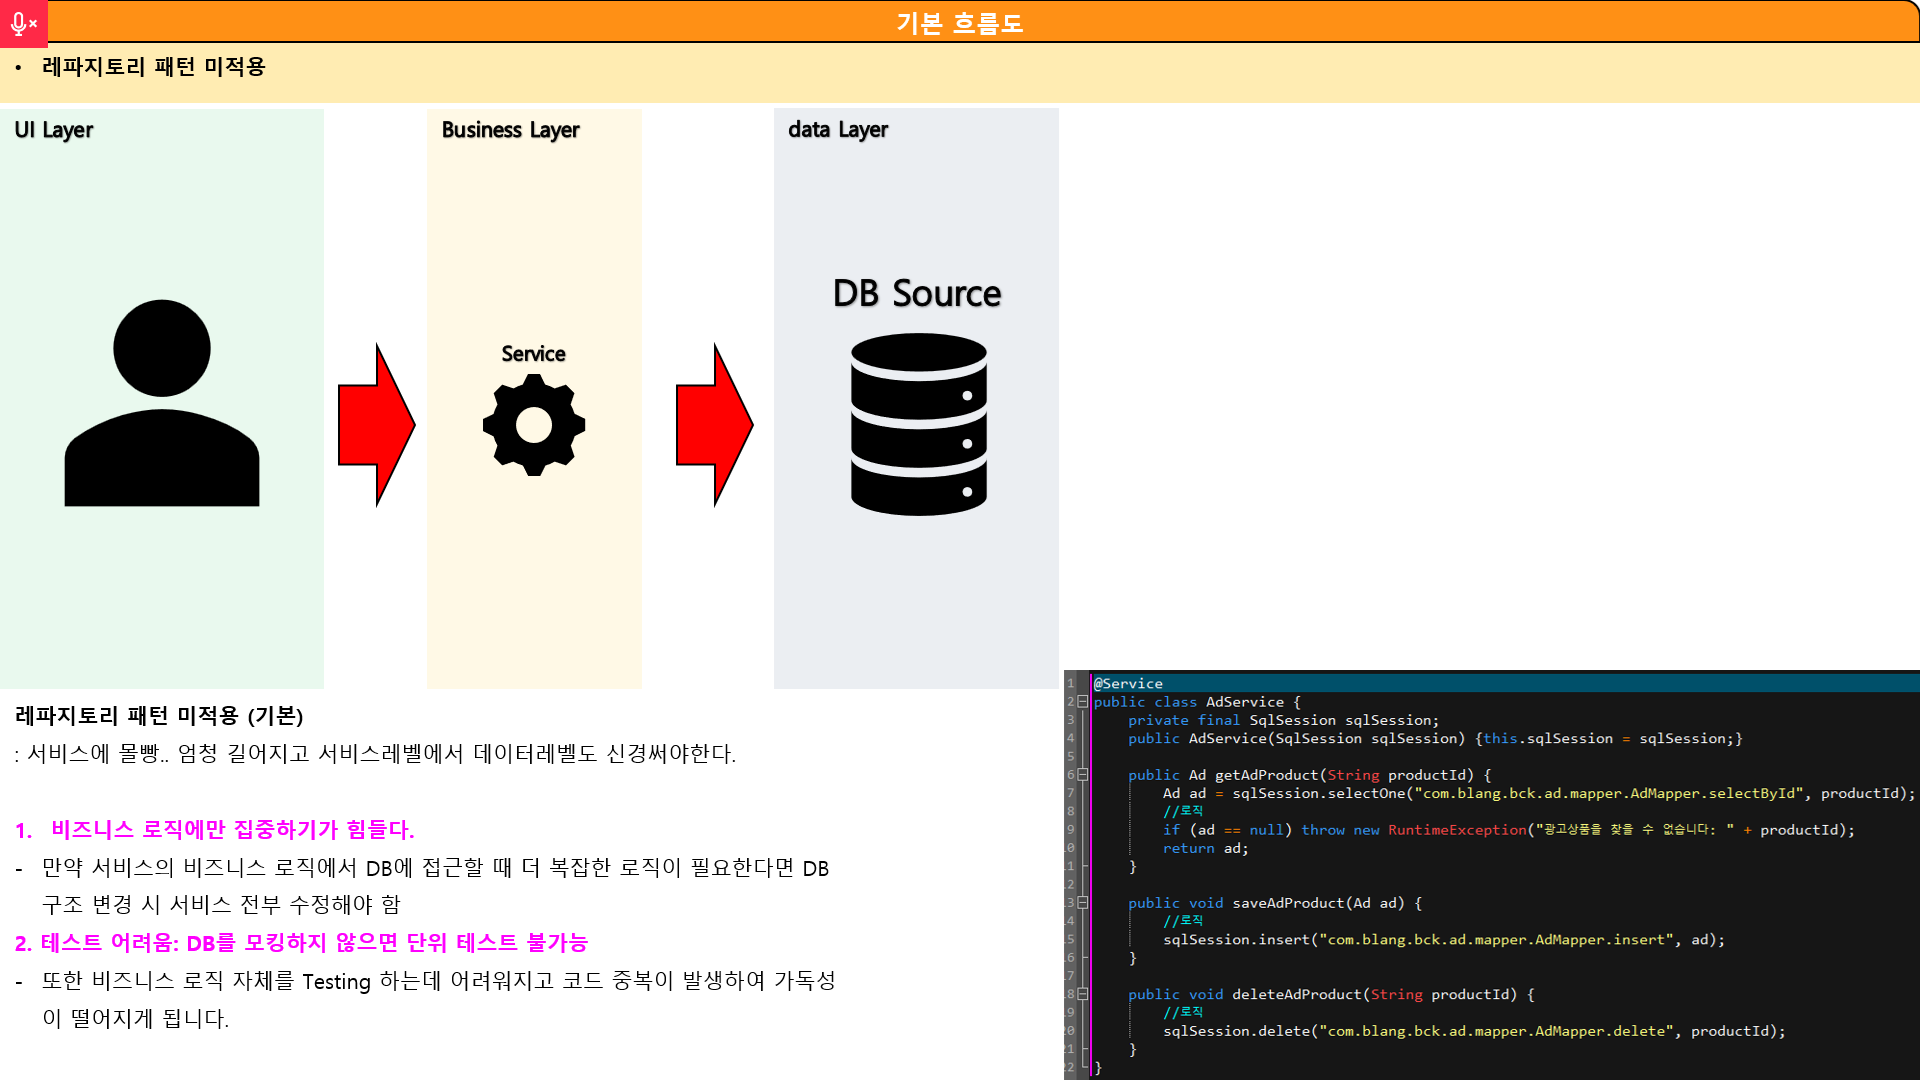 기본 흐름도
• 레파지토리 패턴 미적용
UI Layer
Business Layer
data Layer
DB Source
Service
레파지토리 패턴 미적용 (기본)
: 서비스에 몰빵.. 엄청 길어지고 서비스레벨에서 데이터레벨도 신경써야한다.
1. 비즈니스 로직에만 집중하기가 힘들다.
- 만약 서비스의 비즈니스 로직에서 DB에 접근할 때 더 복잡한 로직이 필요한다면 DB
구조 변경 시 서비스 전부 수정해야 함
2. 테스트 어려움: DB를 모킹하지 않으면 단위 테스트 불가능
- 또한 비즈니스 로직 자체를 Testing 하는데 어려워지고 코드 중복이 발생하여 가독성
이 떨어지게 됩니다.
1 @Service
2 public class AdService {
3 private final SqlSession sqlSession;
4 public AdService(SqlSession sqlSession) {this.sqlSession = sqlSession;}
5
6 public Ad getAdProduct(String productId) {
7 Ad ad = sqlSession.selectOne("com.blang.bck.ad.mapper.AdMapper.selectById", productId);
8 //로직
9 if (ad == null) throw new RuntimeException("광고상품을 찾을 수 없습니다: " + productId);
10 return ad;
11 }
12
13 public void saveAdProduct(Ad ad) {
14 //로직
15 sqlSession.insert("com.blang.bck.ad.mapper.AdMapper.insert", ad);
16 }
17
18 public void deleteAdProduct(String productId) {
19 //로직
20 sqlSession.delete("com.blang.bck.ad.mapper.AdMapper.delete", productId);
21 }
22 }